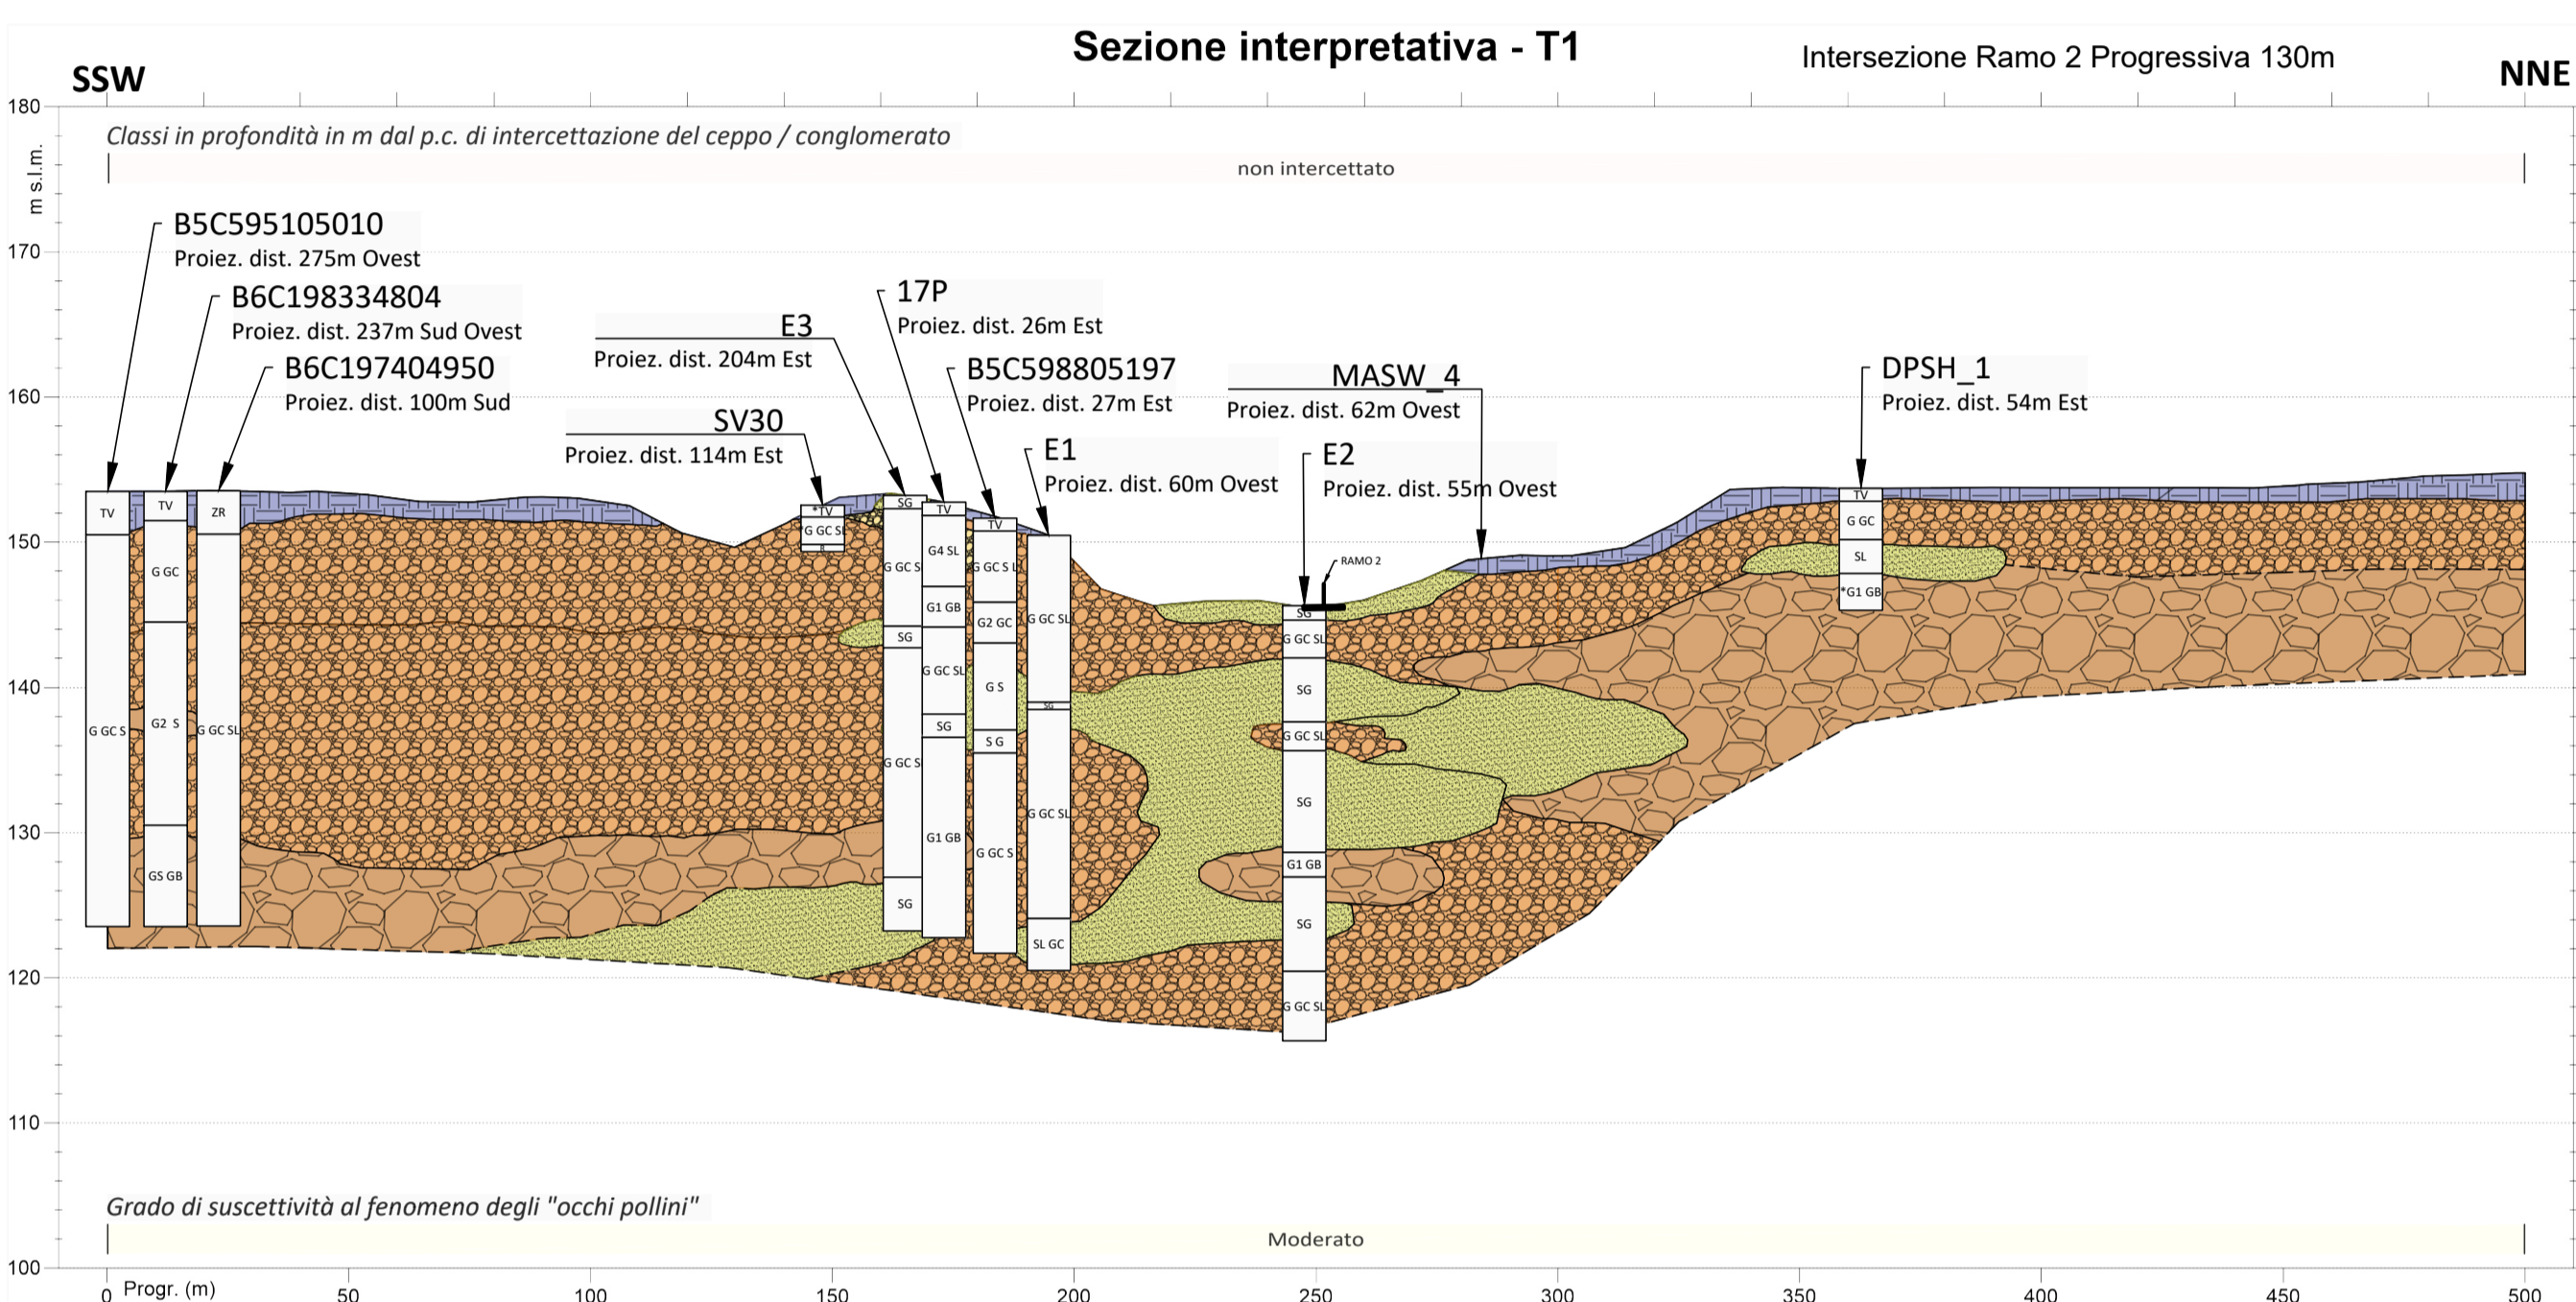 Sezione interpretativa - T1
Intersezione Ramo 2 Progressiva 130m
SSW
NNE
180
Classi in profondità in m dal p.c. di intercettazione del ceppo / conglomerato
m s.l.m.
non intercettato
B5C595105010
Proiez. dist. 275m Ovest
170
B6C198334804
Proiez. dist. 237m Sud Ovest
17P
Proiez. dist. 26m Est
E3
Proiez. dist. 204m Est
B6C197404950
Proiez. dist. 100m Sud
B5C598805197
Proiez. dist. 27m Est
MASW_4
Proiez. dist. 62m Ovest
DPSH_1
Proiez. dist. 54m Est
160
SV30
Proiez. dist. 114m Est
E1
Proiez. dist. 60m Ovest
E2
Proiez. dist. 55m Ovest
TV
G GC S
TV
G GC
G2 S
GS GB
ZR
G GC SL
*TV
G GC SL
SG
G GC S
SG
G GC S
SG
TV
G4 SL
G1 GB
G GC SL
SG
G1 GB
TV
G GC S L
G2 GC
G S
S G
G GC S
G GC SL
SG
G GC SL
SL GC
RAMO 2
SG
G GC SL
SG
G GC SL
SG
G1 GB
SG
G GC SL
TV
G GC
SL
*G1 GB
150
140
130
120
110
Grado di suscettività al fenomeno degli "occhi pollini"
Moderato
100
Progr. (m)
0 50 100 150 200 250 300 350 400 450 500